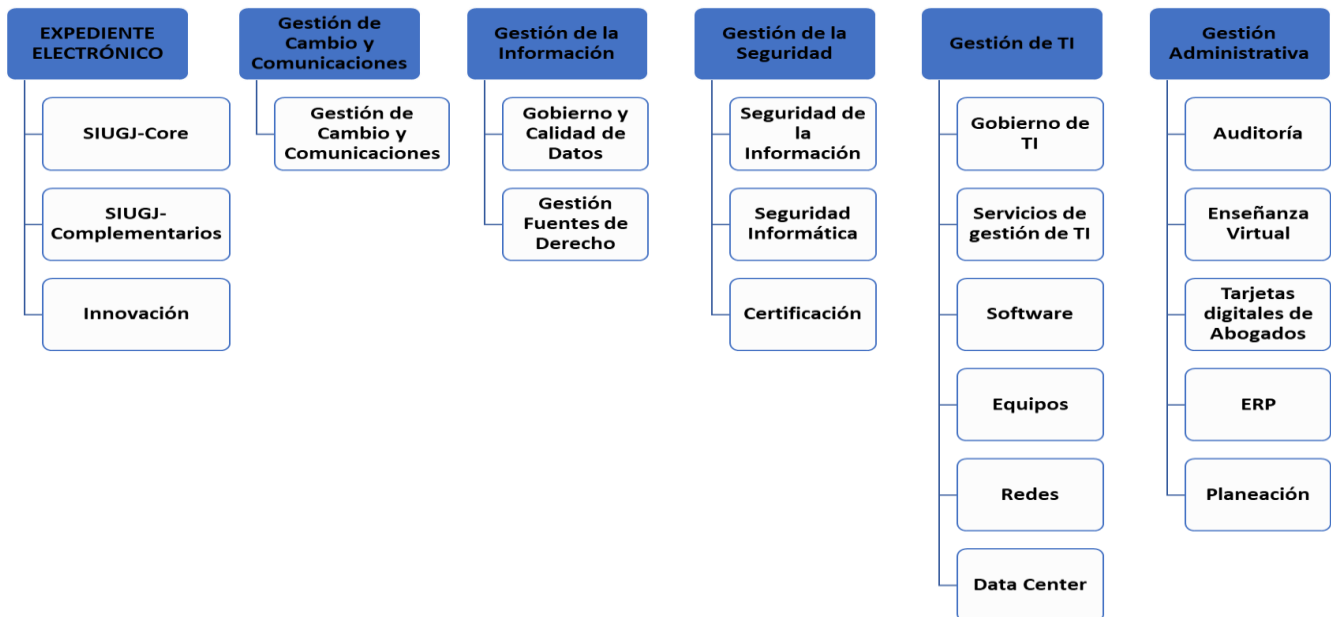 EXPEDIENTE
ELECTRÓNICO
SIUGJ-Core
SIUGJ-
Complementarios
Innovación
Gestión de
Cambio y
Comunicaciones
Gestión de
Cambio y
Comunicaciones
Gestión de la
Información
Gobierno y
Calidad de
Datos
Gestión
Fuentes de
Derecho
Gestión de la
Seguridad
Seguridad de
la
Información
Seguridad
Informática
Certificación
Gestión de TI
Gobierno de
TI
Servicios de
gestión de TI
Software
Equipos
Redes
Data Center
Gestión
Administrativa
Auditoría
Enseñanza
Virtual
Tarjetas
digitales de
Abogados
ERP
Planeación